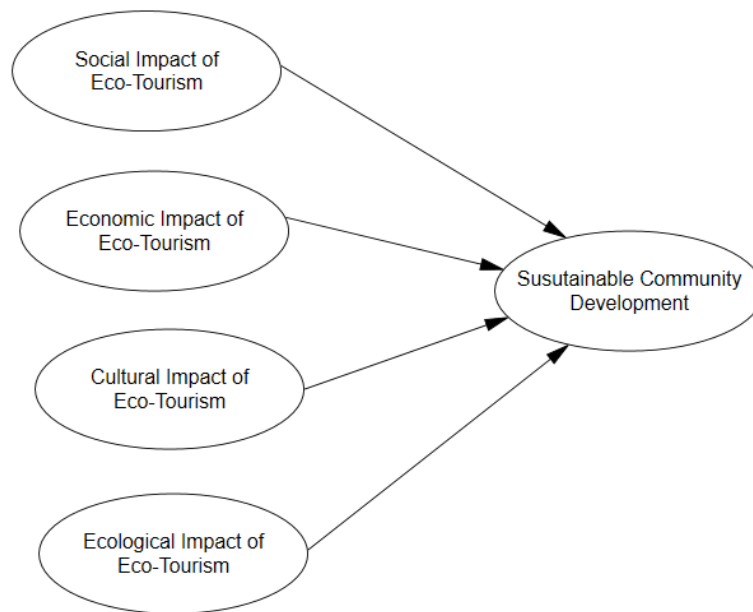 Social Impact of
Eco-Tourism
Economic Impact of
Eco-Tourism
Susutainable Community
Development
Cultural Impact of
Eco-Tourism
Ecological Impact of
Eco-Tourism